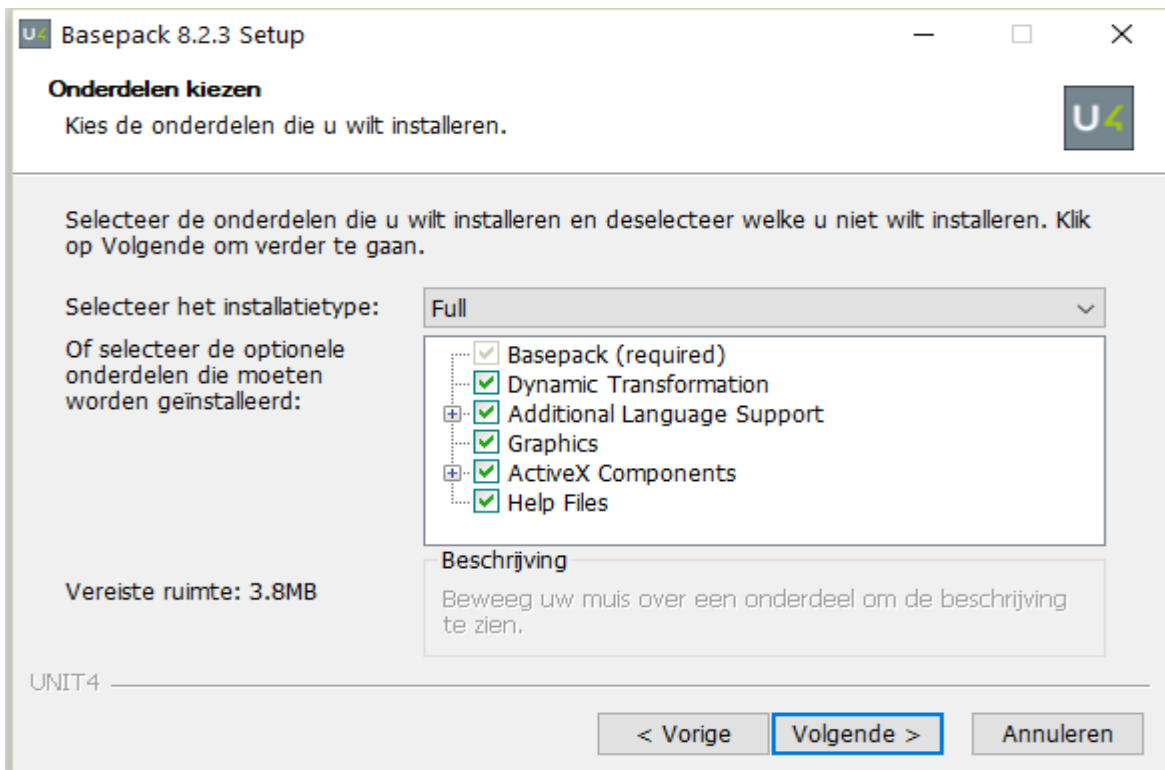 U4 Basepack 8.2.3 Setup
Onderdelen kiezen
Kies de onderdelen die u wilt installeren.
U4
Selecteer de onderdelen die u wilt installeren en deselecteer welke u niet wilt installeren. Klik
op Volgende om verder te gaan.
Selecteer het installatietype:
Full
Of selecteer de optionele
onderdelen die moeten
worden geïnstalleerd:
Basepack (required)
Dynamic Transformation
Additional Language Support
Graphics
ActiveX Components
Help Files
Vereiste ruimte: 3.8MB
Beschrijving
Beweeg uw muis over een onderdeel om de beschrijving
te zien.
UNIT4
< Vorige
Volgende >
Annuleren